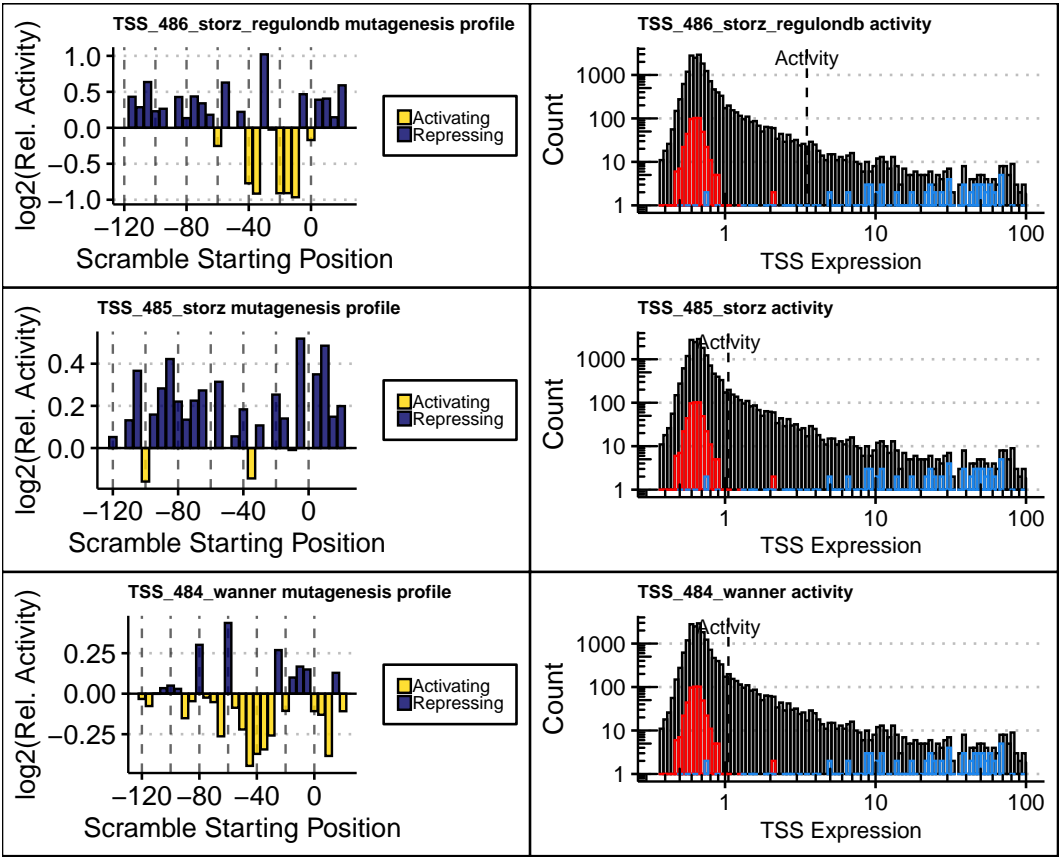 TSS_486_storz_regulondb mutagenesis profile
log2(Rel. Activity)
1.0
0.5
0.0
−0.5
−1.0
−120 −80 −40 0
Scramble Starting Position
Activating
Repressing
TSS_486_storz_regulondb activity
Activity
Count
1000
100
10
1
1 10 100
TSS Expression
TSS_485_storz mutagenesis profile
log2(Rel. Activity)
0.4
0.2
0.0
−120 −80 −40 0
Scramble Starting Position
Activating
Repressing
TSS_485_storz activity
Activity
Count
1000
100
10
1
1 10 100
TSS Expression
TSS_484_wanner mutagenesis profile
log2(Rel. Activity)
0.25
0.00
−0.25
−120 −80 −40 0
Scramble Starting Position
Activating
Repressing
TSS_484_wanner activity
Activity
Count
1000
100
10
1
1 10 100
TSS Expression